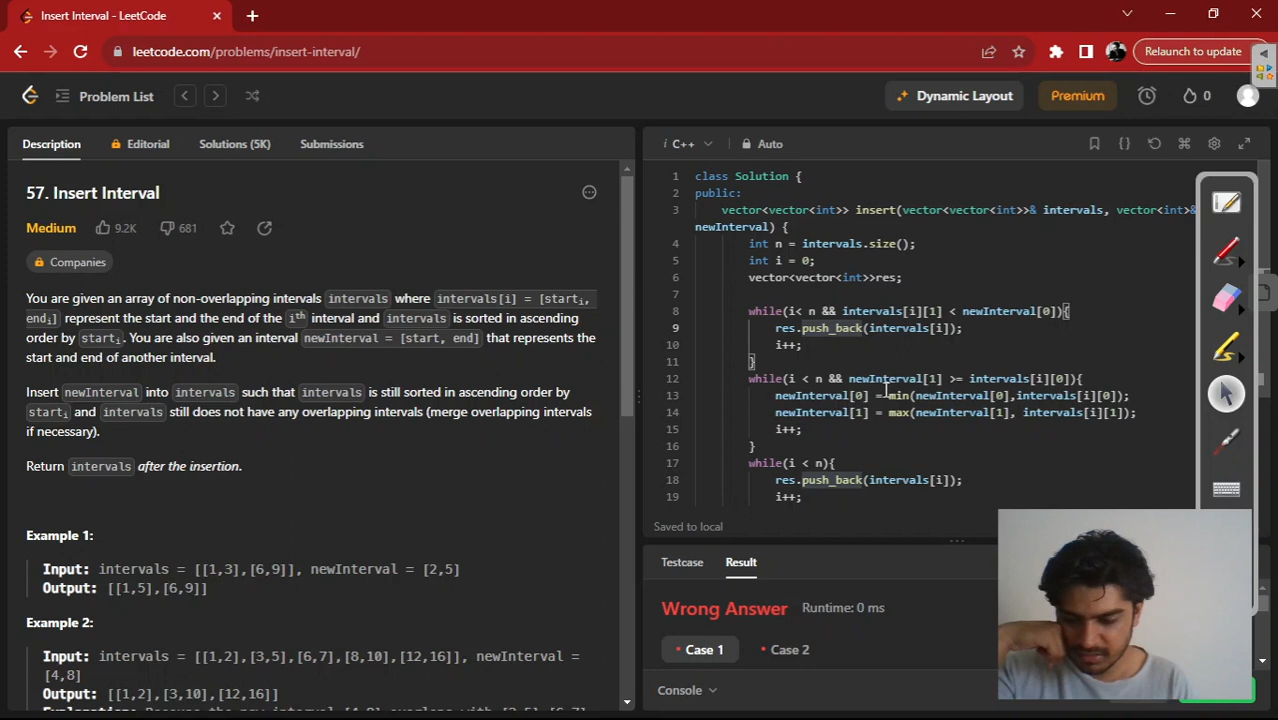 Insert Interval - LeetCode
leetcode.com/problems/insert-interval/
Relaunch to update
Problem List
Dynamic Layout
Premium
0
Description
Editorial
Solutions (5K)
Submissions
57. Insert Interval
Medium
9.2K
681
Companies
You are given an array of non-overlapping intervals intervals where intervals[i] = [starti,
endi] represent the start and the end of the ith interval and intervals is sorted in ascending
order by starti. You are also given an interval newInterval = [start, end] that represents the
start and end of another interval.
Insert newInterval into intervals such that intervals is still sorted in ascending order by
starti and intervals still does not have any overlapping intervals (merge overlapping intervals
if necessary).
Return intervals after the insertion.
Example 1:
Input: intervals = [[1,3],[6,9]], newInterval = [2,5]
Output: [[1,5],[6,9]]
Example 2:
Input: intervals = [[1,2],[3,5],[6,7],[8,10],[12,16]], newInterval =
[4,8]
Output: [[1,2],[3,10],[12,16]]
i C++
Auto
1 class Solution {
2 public:
3 vector<vector<int>> insert(vector<vector<int>>& intervals, vector<int>&
newInterval) {
4 int n = intervals.size();
5 int i = 0;
6 vector<vector<int>>res;
7
8 while(i< n && intervals[i][1] < newInterval[0]){
9 res.push_back(intervals[i]);
10 i++;
11 }
12 while(i < n && newInterval[1] >= intervals[i][0]){
13 newInterval[0] = min(newInterval[0],intervals[i][0]);
14 newInterval[1] = max(newInterval[1], intervals[i][1]);
15 i++;
16 }
17 while(i < n){
18 res.push_back(intervals[i]);
19 i++;
Saved to local
Testcase
Result
Wrong Answer
Runtime: 0 ms
Case 1
Case 2
Console